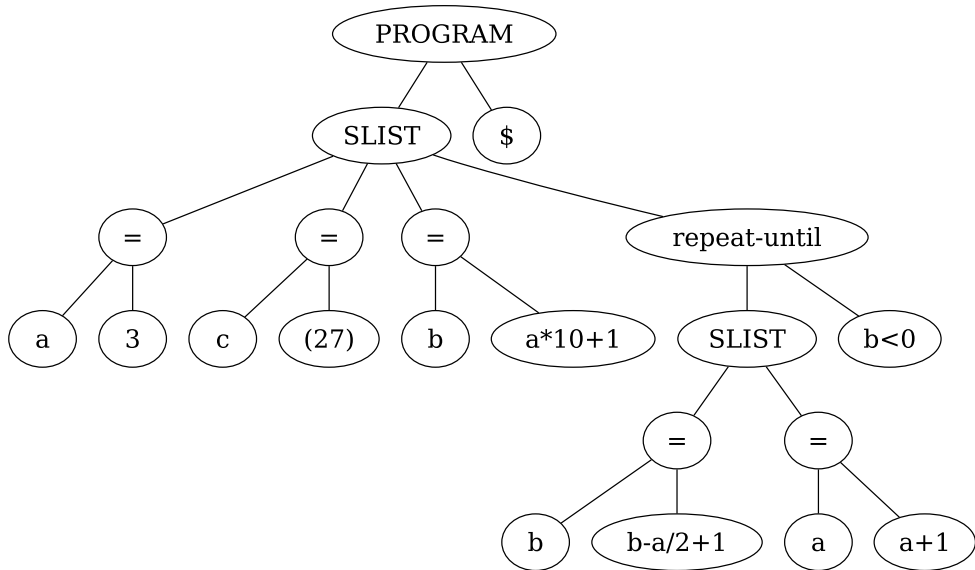 PROGRAM
SLIST
$
=
=
=
repeat-until
a
3
c
(27)
b
a*10+1
SLIST
b<0
=
=
b
b-a/2+1
a
a+1